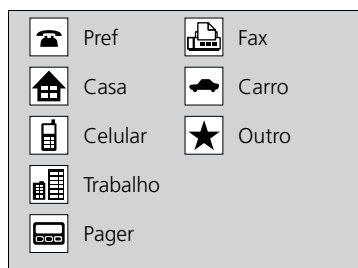 Pref
Casa
Celular
Trabalho
Pager
Fax
Carro
Outro